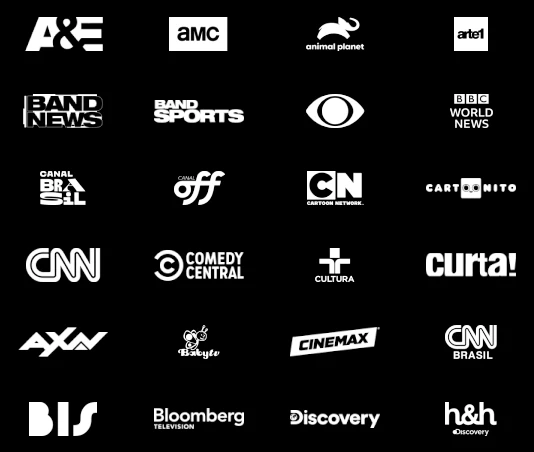 A&E
aMC
animal planet
arte1
BAND
NEWS
BAND
SPORTS
BBC
WORLD
NEWS
CANAL
BRA
SiL
CANAL
off
CN
CARTOON NETWORK.
CARTOONITO
CNN
COMEDY
CENTRAL
CULTURA
curta!
AXN
Babytv
CINEMAX
CNN
BRASIL
BIS
Bloomberg
TELEVISION
Discovery
h&h
Discovery